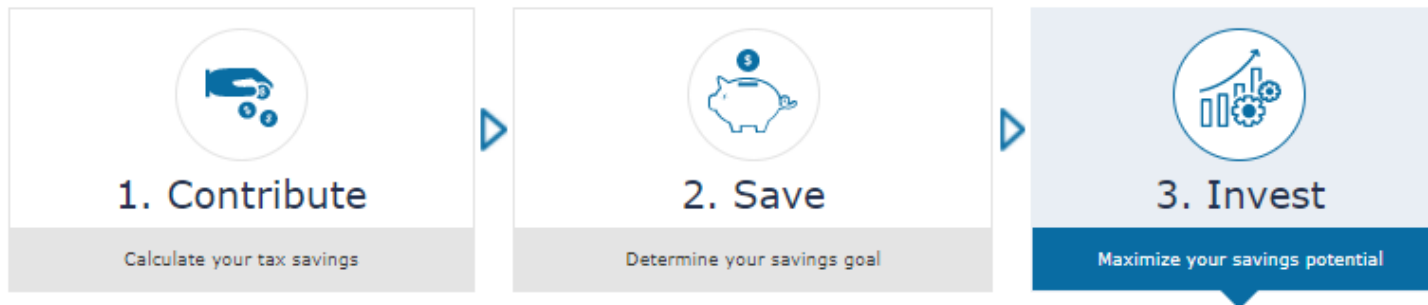 1. Contribute
Calculate your tax savings
2. Save
Determine your savings goal
3. Invest
Maximize your savings potential